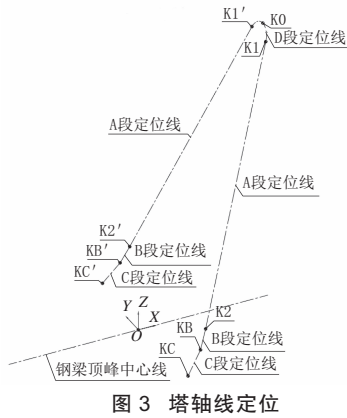 K1′
K0
K1
D段定位线
A段定位线
A段定位线
K2′
KB′
B段定位线
KC′
C段定位线
Y
Z
X
O
K2
KB
B段定位线
KC
C段定位线
钢梁顶峰中心线
图 3 塔轴线定位